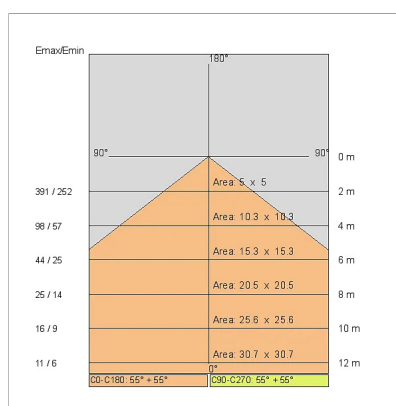 Emax/Emin
180°
90° 90° 0 m
391 / 252 Area: 5 x 5 2 m
98 / 57 Area: 10.3 x 10.3 4 m
44 / 25 Area: 15.3 x 15.3 6 m
25 / 14 Area: 20.5 x 20.5 8 m
16 / 9 Area: 25.6 x 25.6 10 m
11 / 6 Area: 30.7 x 30.7 12 m
0°
C0-C180: 55° + 55° C90-C270: 55° + 55°